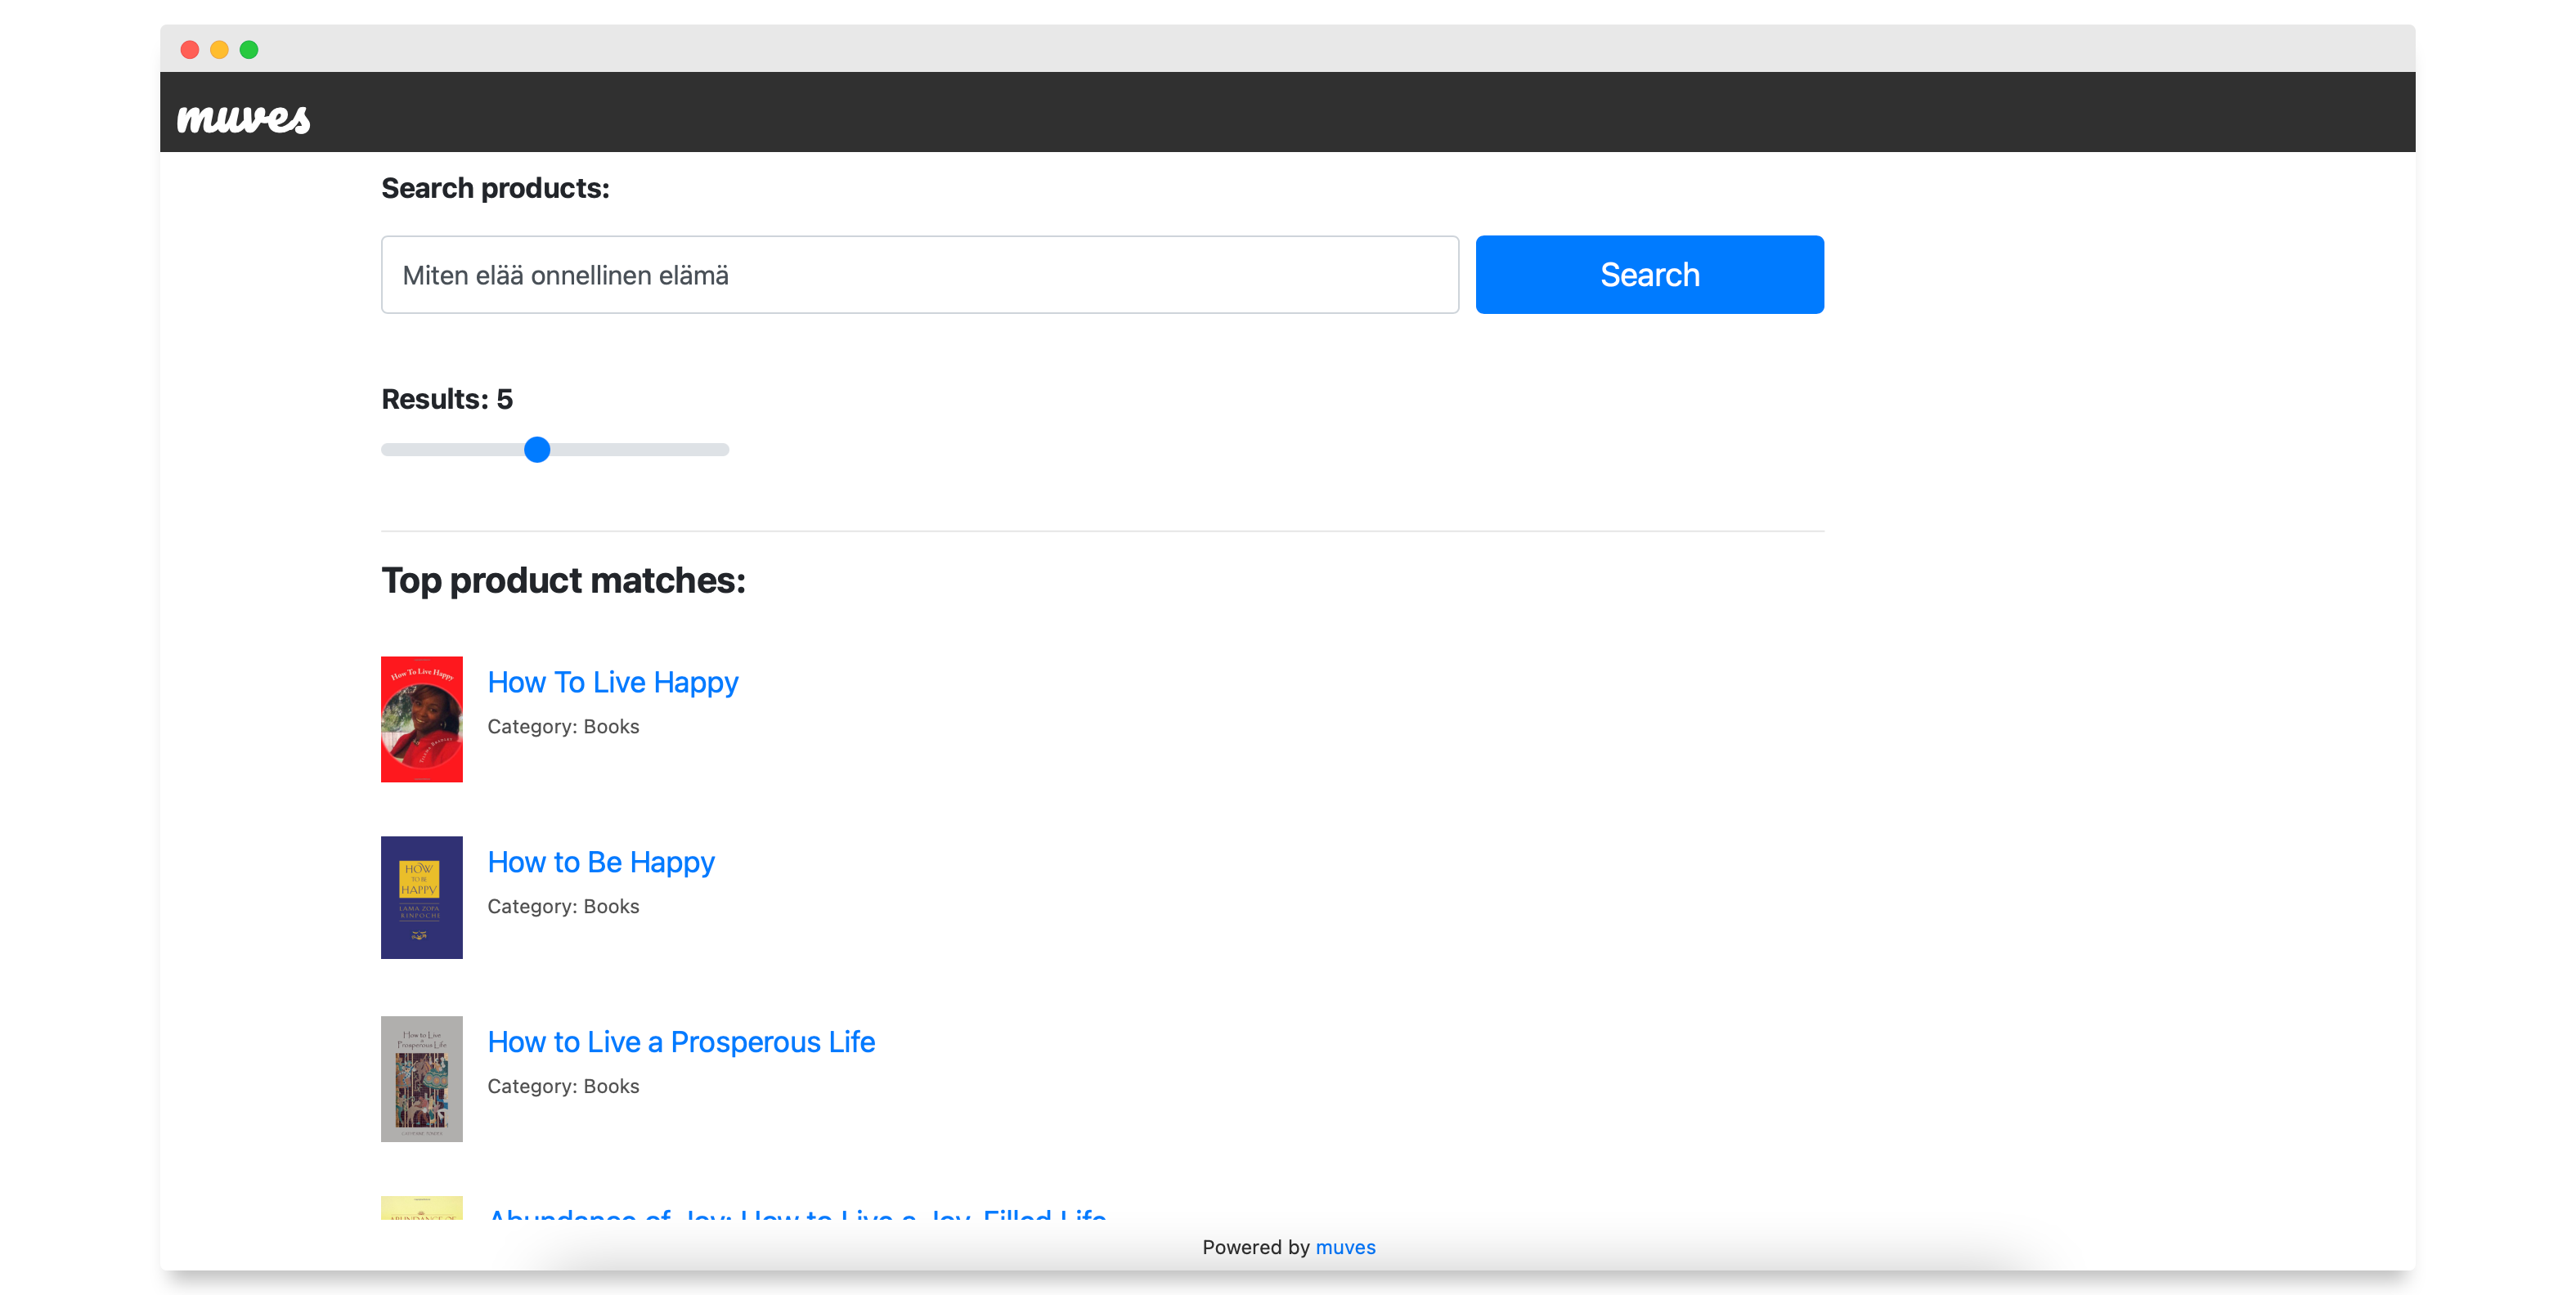 muves
Search products:
Miten elää onnellinen elämä
Search
Results: 5
Top product matches:
How To Live Happy
How To Live Happy
Category: Books
HOW
TO BE
HAPPY
LAMA ZOPA
RINPOCHE
How to Be Happy
Category: Books
How to Live
a
Prosperous Life
How to Live a Prosperous Life
Category: Books
ABUNDANCE OF
Abundance of Joy: How to Live a Joy-Filled Life
Powered by muves